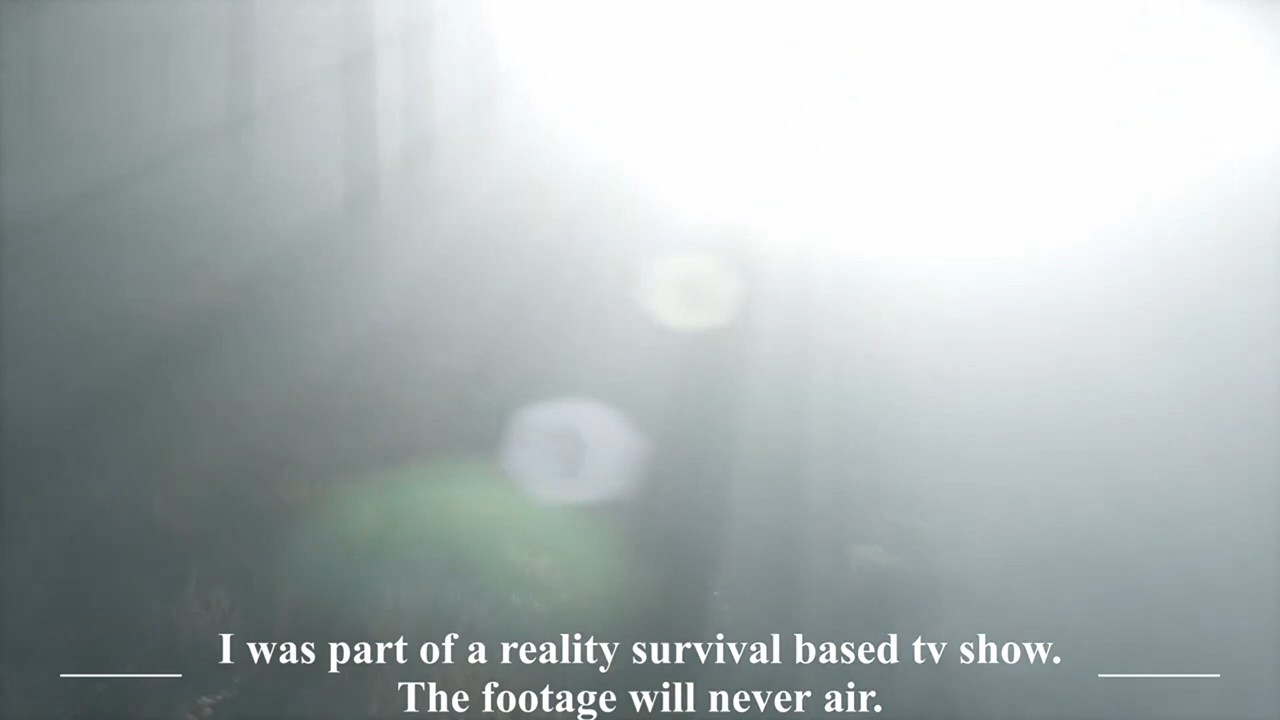 I was part of a reality survival based tv show.
The footage will never air.